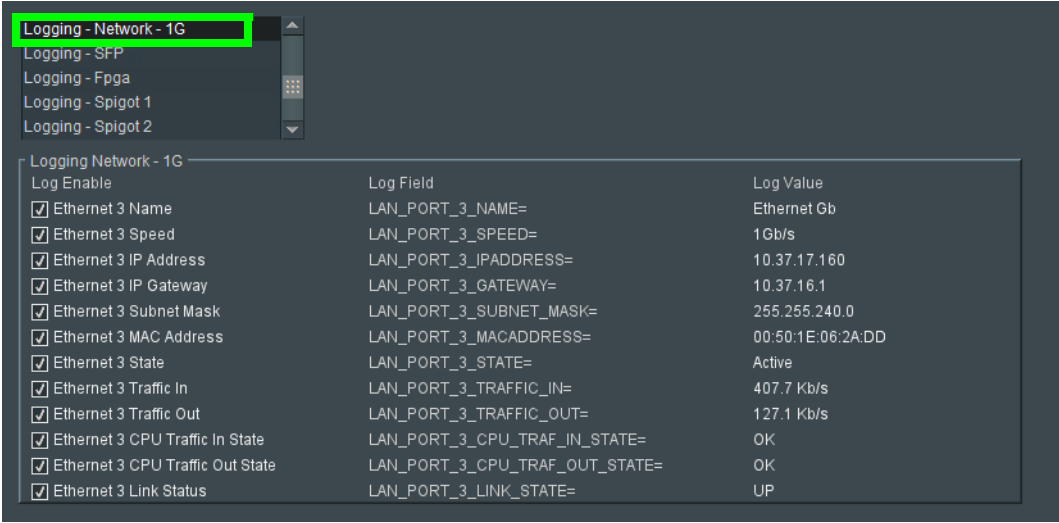 Logging - Network - 1G
Logging - SFP
Logging - Fpga
Logging - Spigot 1
Logging - Spigot 2
Logging Network - 1G
Log Enable Log Field Log Value
Ethernet 3 Name LAN_PORT_3_NAME= Ethernet Gb
Ethernet 3 Speed LAN_PORT_3_SPEED= 1Gb/s
Ethernet 3 IP Address LAN_PORT_3_IPADDRESS= 10.37.17.160
Ethernet 3 IP Gateway LAN_PORT_3_GATEWAY= 10.37.16.1
Ethernet 3 Subnet Mask LAN_PORT_3_SUBNET_MASK= 255.255.240.0
Ethernet 3 MAC Address LAN_PORT_3_MACADDRESS= 00:50:1E:06:2A:DD
Ethernet 3 State LAN_PORT_3_STATE= Active
Ethernet 3 Traffic In LAN_PORT_3_TRAFFIC_IN= 407.7 Kb/s
Ethernet 3 Traffic Out LAN_PORT_3_TRAFFIC_OUT= 127.1 Kb/s
Ethernet 3 CPU Traffic In State LAN_PORT_3_CPU_TRAF_IN_STATE= OK
Ethernet 3 CPU Traffic Out State LAN_PORT_3_CPU_TRAF_OUT_STATE= OK
Ethernet 3 Link Status LAN_PORT_3_LINK_STATE= UP